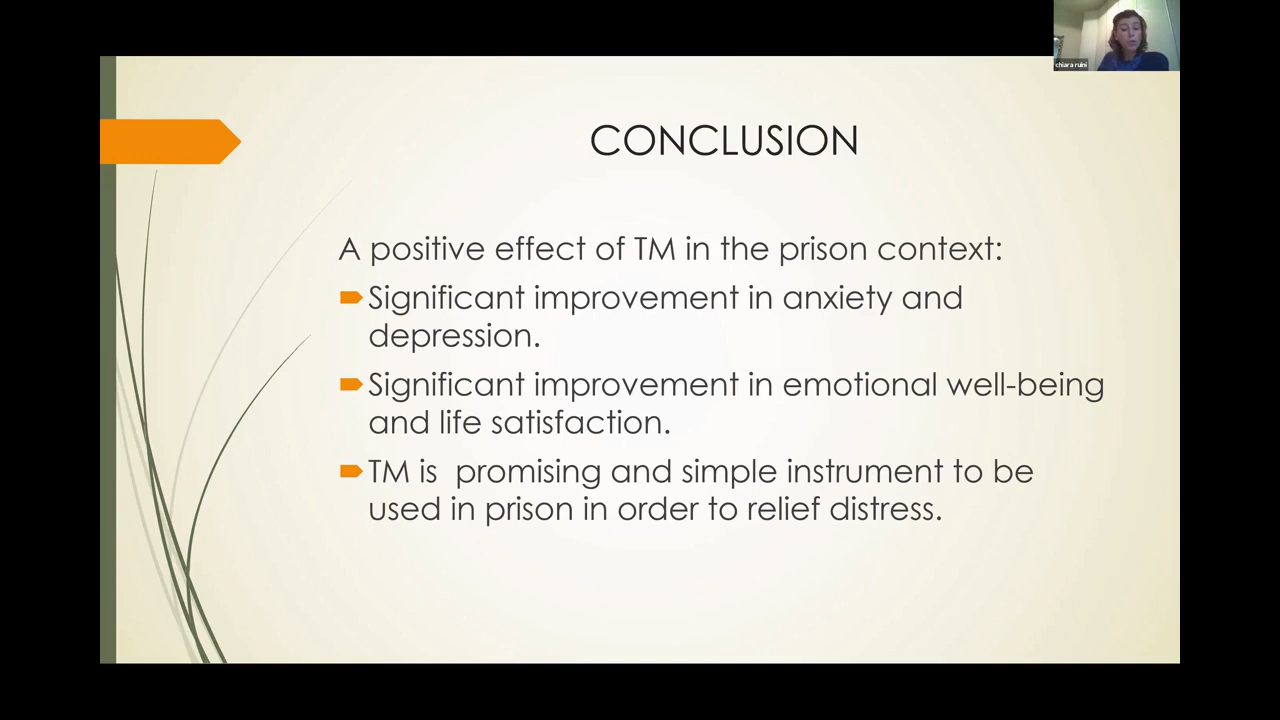 chiara ruini
CONCLUSION
A positive effect of TM in the prison context:
Significant improvement in anxiety and
depression.
Significant improvement in emotional well-being
and life satisfaction.
TM is  promising and simple instrument to be
used in prison in order to relief distress.